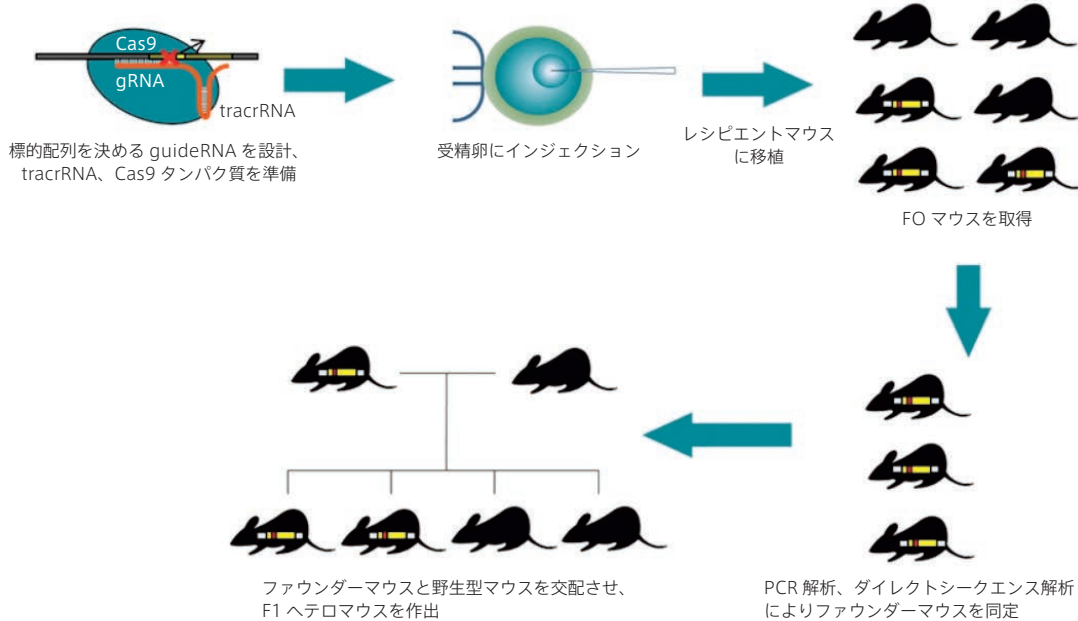 Cas9
gRNA
tracrRNA
標的配列を決める guideRNA を設計、
tracrRNA、Cas9 タンパク質を準備
受精卵にインジェクション
レシピエントマウス
に移植
FO マウスを取得
PCR 解析、ダイレクトシークエンス解析
によりファウンダーマウスを同定
ファウンダーマウスと野生型マウスを交配させ、
F1 ヘテロマウスを作出